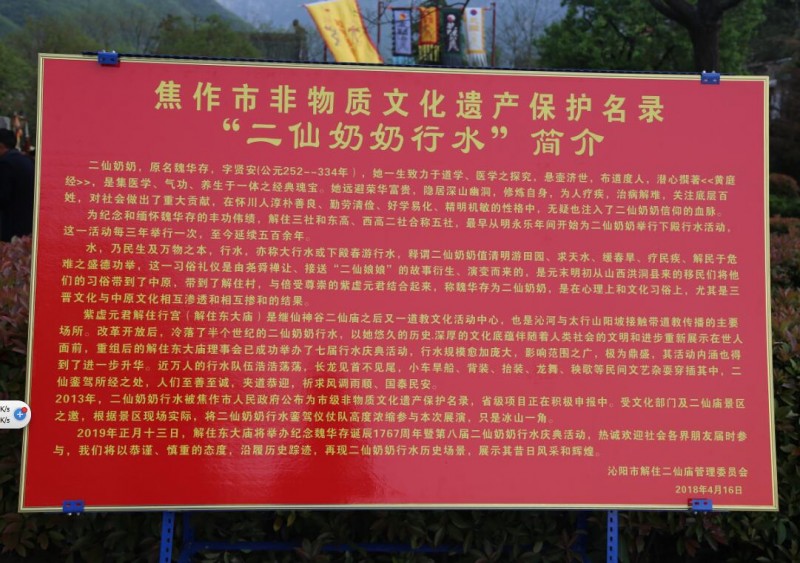 焦作市非物质文化遗产保护名录
“二仙奶奶行水”简介
二仙奶奶，原名魏华存，字贤安(公元252--334年），她一生致力于道学、医学之探究，悬壶济世，布道度人，潜心撰著<<黄庭
经>>，是集医学、气功、养生于一体之经典瑰宝。她远避荣华富贵，隐居深山幽洞，修炼自身，为人疗疾，治病解难，关注底层百
姓，对社会做出了重大贡献，在怀川人淳朴善良、勤劳清俭、好学易化、精明机敏的性格中，无疑也注入了二仙奶奶信仰的血脉。
为纪念和缅怀魏华存的丰功伟绩，解住三社和东高、西高二社合称五社，最早从明永乐年间开始为二仙奶奶举行下殿行水活动，
这一活动每三年举行一次，至今延续五百余年。
水，乃民生及万物之本，行水，亦称大行水或下殿春游行水，释谓二仙奶奶值清明游田园、求天水、暖春旱、疗民疾、解民于危
难之盛德功举，这一习俗礼仪是由尧舜禅让、接送“二仙娘娘”的故事衍生、演变而来的，是元末明初从山西洪洞县来的移民们将他
们的习俗带到了中原，带到了解住村，与倍受尊崇的紫虚元君结合起来，称魏华存为二仙奶奶，是在心理上和文化习俗上，尤其是三
晋文化与中原文化相互渗透和相互掺和的结果。
紫虚元君解住行宫（解住东大庙）是继仙神谷二仙庙之后又一道教文化活动中心，也是沁河与太行山阳坡接触带道教传播的主要
场所。改革开放后，冷落了半个世纪的二仙奶奶行水，以她悠久的历史;深厚的文化底蕴伴随着人类社会的文明和进步重新展示在世人
面前，重组后的解住东大庙理事会已成功举办了七届行水庆典活动，行水规模愈加庞大，影响范围之广，极为鼎盛，其活动内涵也得
到了进一步升华。近万人的行水队伍浩浩荡荡，长龙见首不见尾，小车旱船、背装、抬装、龙舞、秧歌等民间文艺杂耍穿插其中，二
仙銮驾所经之处，人们至善至诚，夹道恭迎，祈求风调雨顺、国泰民安。
2013年，二仙奶奶行水被焦作市人民政府公布为市级非物质文化遗产保护名录，省级项目正在积极申报中。受文化部门及二仙庙景区
之邀，根据景区现场实际，将二仙奶奶行水銮驾仪仗队高度浓缩参与本次展演，只是冰山一角。
2019年正月十三日，解住东大庙将举办纪念魏华存诞辰1767周年暨第八届二仙奶奶行水庆典活动，热诚欢迎社会各界朋友届时参
与，我们将以恭谨、慎重的态度，沿履历史踪迹，再现二仙奶奶行水历史场景，展示其昔日风采和辉煌。
沁阳市解住二仙庙管理委员会
2018年4月16日
K/s
K/s